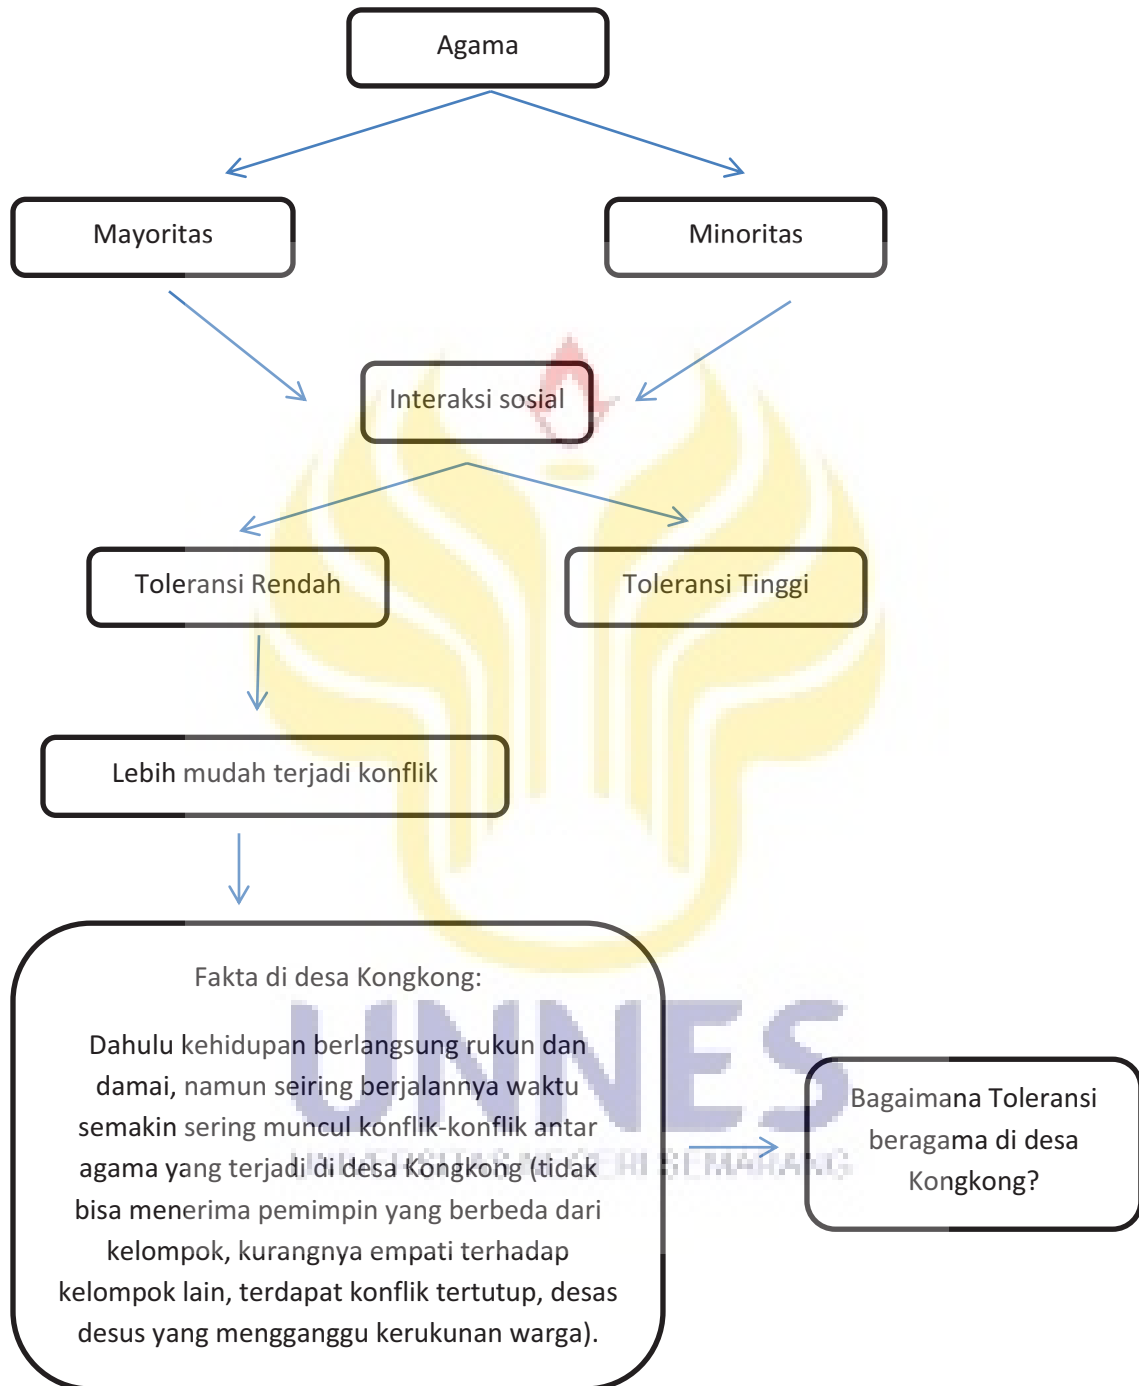 Agama
Mayoritas
Minoritas
Interaksi sosial
Toleransi Rendah
Toleransi Tinggi
Lebih mudah terjadi konflik
Fakta di desa Kongkong:
Dahulu kehidupan berlangsung rukun dan
damai, namun seiring berjalannya waktu
semakin sering muncul konflik-konflik antar
agama yang terjadi di desa Kongkong (tidak
bisa menerima pemimpin yang berbeda dari
kelompok, kurangnya empati terhadap
kelompok lain, terdapat konflik tertutup, desas
desus yang mengganggu kerukunan warga).
Bagaimana Toleransi
beragama di desa
Kongkong?
UNNES
UNIVERSITAS NEGERI SEMARANG